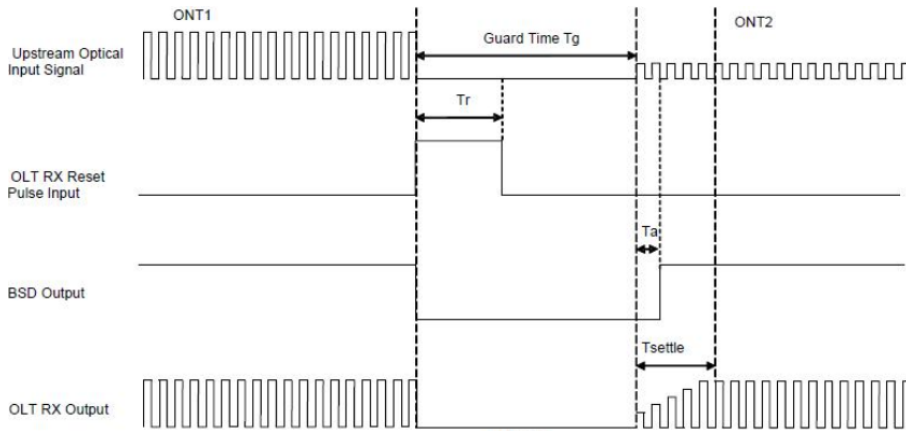 ONT1
ONT2
Guard Time Tg
Upstream Optical
Input Signal
Tr
OLT RX Reset
Pulse Input
Ta
BSD Output
Tsettle
OLT RX Output